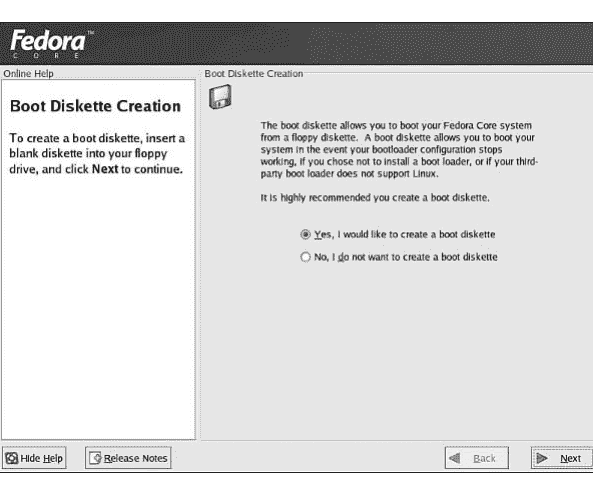 Fedora™
CORE
Online Help
Boot Diskette Creation
To create a boot diskette, insert a
blank diskette into your floppy
drive, and click Next to continue.
Boot Diskette Creation
The boot diskette allows you to boot your Fedora Core system
from a floppy diskette. A boot diskette allows you to boot your
system in the event your bootloader configuration stops
working, if you chose not to install a boot loader, or if your third-
party boot loader does not support Linux.
It is highly recommended you create a boot diskette.
Yes, I would like to create a boot diskette
No, I do not want to create a boot diskette
Hide Help
Release Notes
Back
Next